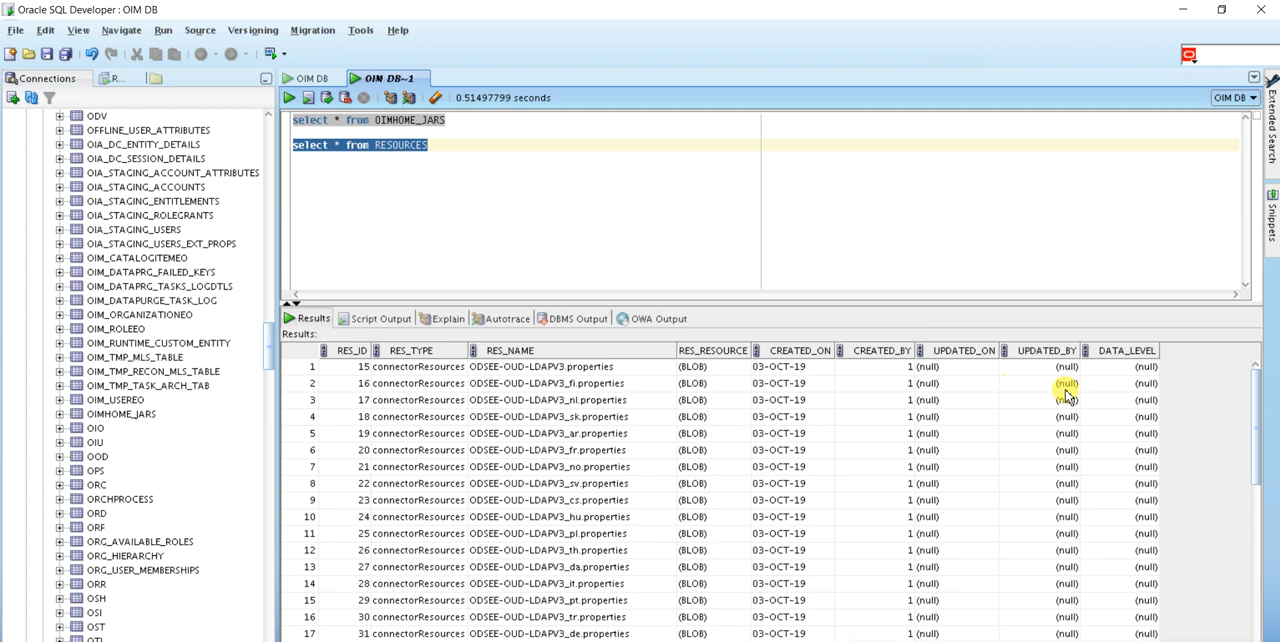 Oracle SQL Developer : OIM DB
File Edit View Navigate Run Source Versioning Migration Tools Help
Connections R...
OIM DB OIM DB~1
0.51497799 seconds OIM DB
select * from OIMHOME_JARS
select * from RESOURCES
Extended Search
Snippets
ODV
OFFLINE_USER_ATTRIBUTES
OIA_DC_ENTITY_DETAILS
OIA_DC_SESSION_DETAILS
OIA_STAGING_ACCOUNT_ATTRIBUTES
OIA_STAGING_ACCOUNTS
OIA_STAGING_ENTITLEMENTS
OIA_STAGING_ROLEGRANTS
OIA_STAGING_USERS
OIA_STAGING_USERS_EXT_PROPS
OIM_CATALOGITEMEO
OIM_DATAPRG_FAILED_KEYS
OIM_DATAPRG_TASKS_LOGDTLS
OIM_DATAPURGE_TASK_LOG
OIM_ORGANIZATIONEO
OIM_ROLEEO
OIM_RUNTIME_CUSTOM_ENTITY
OIM_TMP_MLS_TABLE
OIM_TMP_RECON_MLS_TABLE
OIM_TMP_TASK_ARCH_TAB
OIM_USEREO
OIMHOME_JARS
OIO
OIU
OOD
OPS
ORC
ORCHPROCESS
ORD
ORF
ORG_AVAILABLE_ROLES
ORG_HIERARCHY
ORG_USER_MEMBERSHIPS
ORR
OSH
OSI
OST
OTI
Results Script Output Explain Autotrace DBMS Output OWA Output
Results:
RES_ID RES_TYPE RES_NAME RES_RESOURCE CREATED_ON CREATED_BY UPDATED_ON UPDATED_BY DATA_LEVEL
1 15 connectorResources ODSEE-OUD-LDAPV3_en.properties (BLOB) 03-OCT-19 1 (null) (null) (null)
2 16 connectorResources ODSEE-OUD-LDAPV3_fi.properties (BLOB) 03-OCT-19 1 (null) (null) (null)
3 17 connectorResources ODSEE-OUD-LDAPV3_nl.properties (BLOB) 03-OCT-19 1 (null) (null) (null)
4 18 connectorResources ODSEE-OUD-LDAPV3_sk.properties (BLOB) 03-OCT-19 1 (null) (null) (null)
5 19 connectorResources ODSEE-OUD-LDAPV3_ar.properties (BLOB) 03-OCT-19 1 (null) (null) (null)
6 20 connectorResources ODSEE-OUD-LDAPV3_fr.properties (BLOB) 03-OCT-19 1 (null) (null) (null)
7 21 connectorResources ODSEE-OUD-LDAPV3_no.properties (BLOB) 03-OCT-19 1 (null) (null) (null)
8 22 connectorResources ODSEE-OUD-LDAPV3_sv.properties (BLOB) 03-OCT-19 1 (null) (null) (null)
9 23 connectorResources ODSEE-OUD-LDAPV3_cs.properties (BLOB) 03-OCT-19 1 (null) (null) (null)
10 24 connectorResources ODSEE-OUD-LDAPV3_hu.properties (BLOB) 03-OCT-19 1 (null) (null) (null)
11 25 connectorResources ODSEE-OUD-LDAPV3_pl.properties (BLOB) 03-OCT-19 1 (null) (null) (null)
12 26 connectorResources ODSEE-OUD-LDAPV3_th.properties (BLOB) 03-OCT-19 1 (null) (null) (null)
13 27 connectorResources ODSEE-OUD-LDAPV3_da.properties (BLOB) 03-OCT-19 1 (null) (null) (null)
14 28 connectorResources ODSEE-OUD-LDAPV3_it.properties (BLOB) 03-OCT-19 1 (null) (null) (null)
15 29 connectorResources ODSEE-OUD-LDAPV3_pt.properties (BLOB) 03-OCT-19 1 (null) (null) (null)
16 30 connectorResources ODSEE-OUD-LDAPV3_tr.properties (BLOB) 03-OCT-19 1 (null) (null) (null)
17 31 connectorResources ODSEE-OUD-LDAPV3_de.properties (BLOB) 03-OCT-19 1 (null) (null) (null)